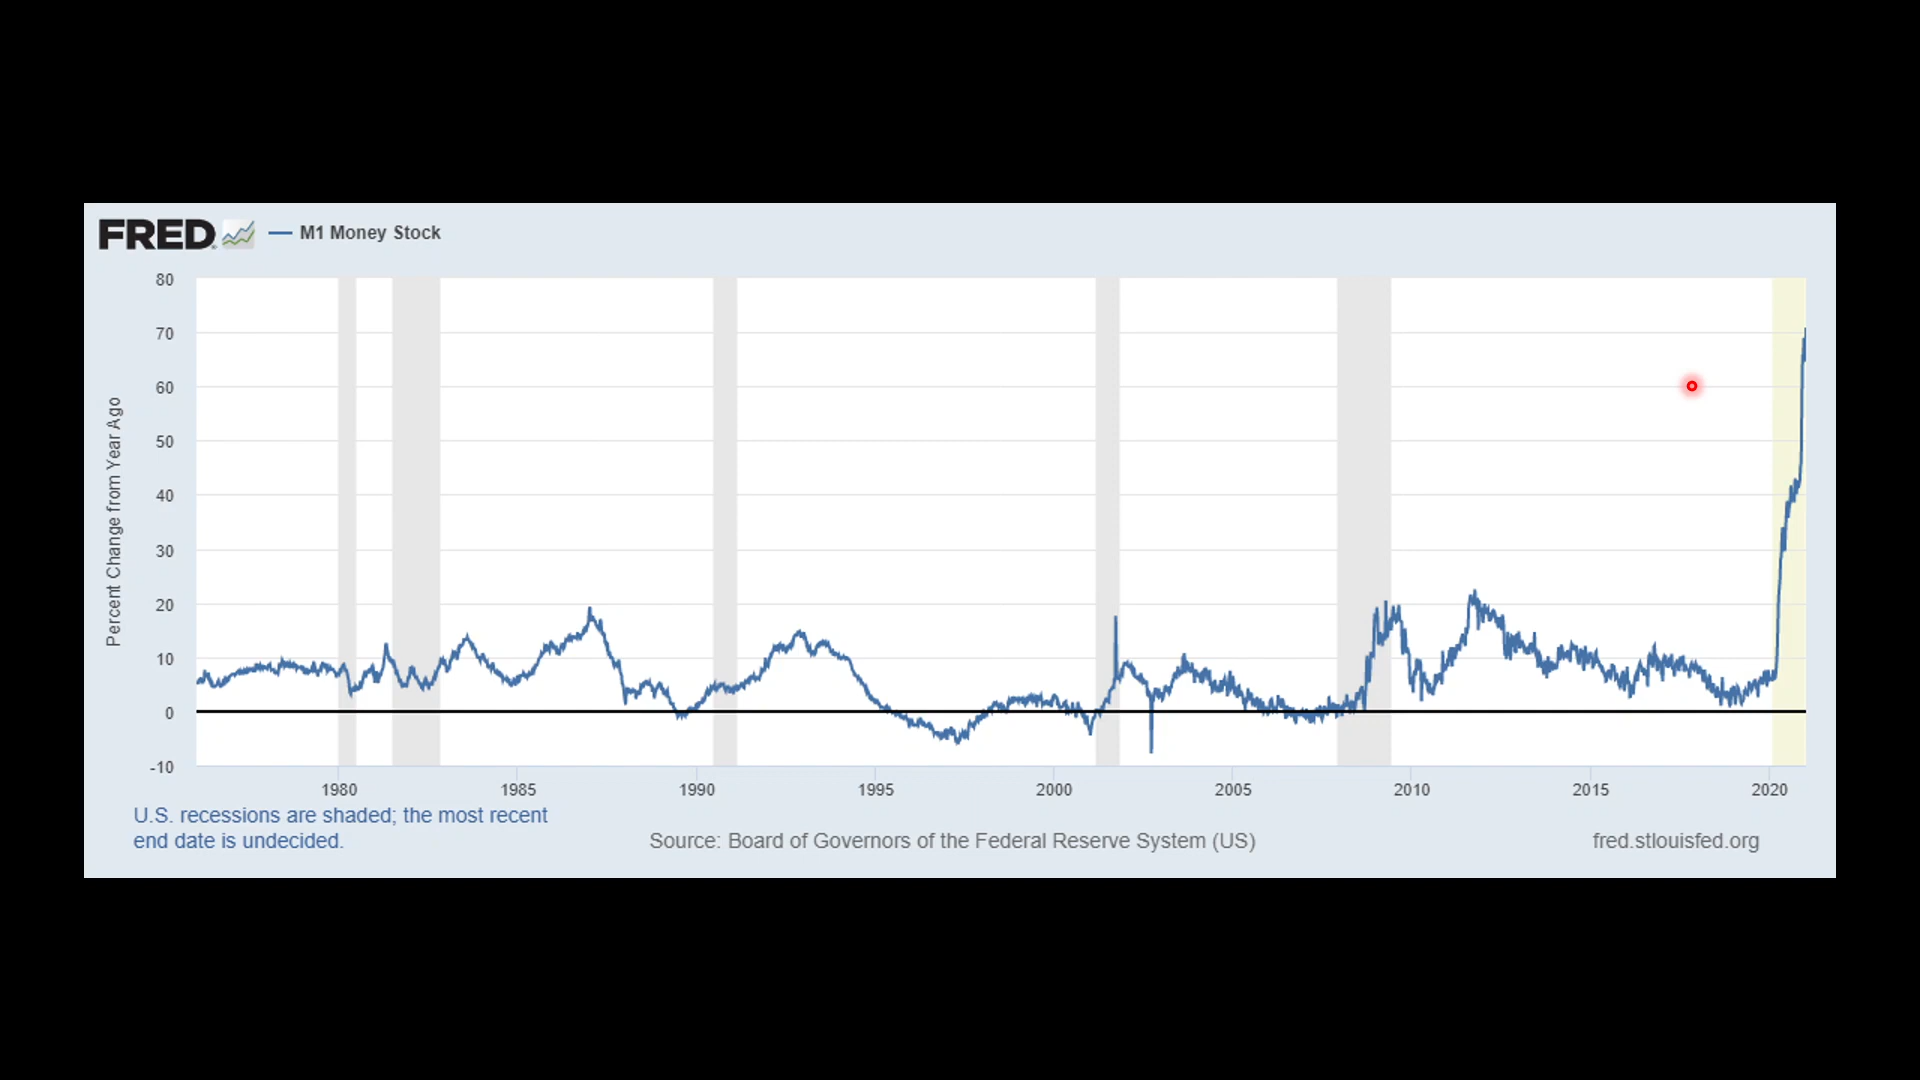 FRED
M1 Money Stock
Percent Change from Year Ago
80
70
60
50
40
30
20
10
0
-10
1980 1985 1990 1995 2000 2005 2010 2015 2020
U.S. recessions are shaded; the most recent
end date is undecided.
Source: Board of Governors of the Federal Reserve System (US)
fred.stlouisfed.org